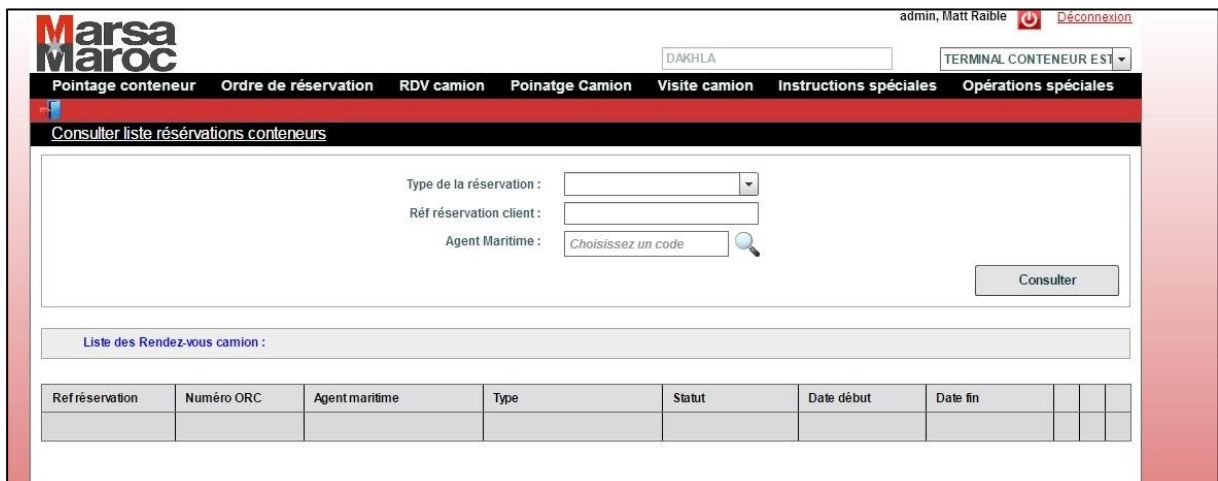 admin, Matt Raible Déconnexion
Marsa
Maroc
DAKHLA TERMINAL CONTENEUR EST
Pointage conteneur Ordre de réservation RDV camion Poinatge Camion Visite camion Instructions spéciales Opérations spéciales
Consulter liste résérvations conteneurs
Type de la réservation :
Réf réservation client :
Agent Maritime : Choisissez un code
Consulter
Liste des Rendez-vous camion :
Ref réservation Numéro ORC Agent maritime Type Statut Date début Date fin